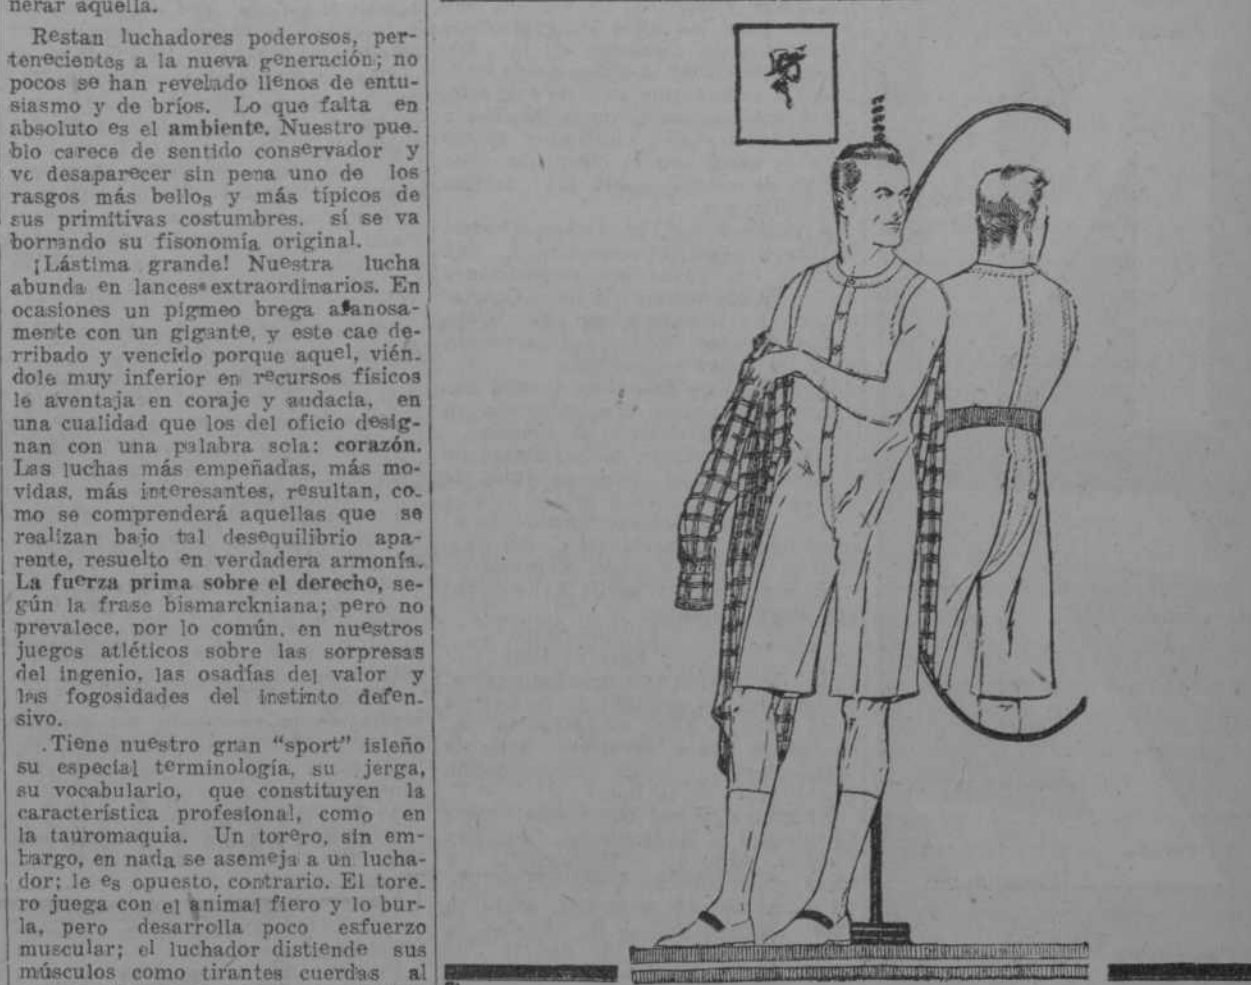 nerar aquella.
Restan luchadores poderosos, per-
tenecientes a la nueva generación; no
pocos se han revelado llenos de entu-
siasmo y de bríos. Lo que falta en
absoluto es el ambiente. Nuestro pue-
blo carece de sentido conservador y
ve desaparecer sin pena uno de los
rasgos más bellos y más típicos de
sus primitivas costumbres. sí se va
borrando su fisonomía original.
¡Lástima grande! Nuestra lucha
abunda en lances extraordinarios. En
ocasiones un pigmeo brega afanosa-
mente con un gigante, y este cae de-
rribado y vencido porque aquel, vién-
dole muy inferior en recursos físicos
le aventaja en coraje y audacia, en
una cualidad que los del oficio desig-
nan con una palabra sola: corazón.
Las luchas más empeñadas, más mo-
vidas, más interesantes, resultan, co-
mo se comprenderá aquellas que se
realizan bajo tal desequilibrio apa-
rente, resuelto en verdadera armonía.
La fuerza prima sobre el derecho, se-
gún la frase bismarckniana; pero no
prevalece, por lo común, en nuestros
juegos atléticos sobre las sorpresas
del ingenio, las osadías del valor y
las fogosidades del instinto defen-
sivo.
.Tiene nuestro gran "sport" isleño
su especial terminología, su jerga,
su vocabulario, que constituyen la
característica profesional, como en
la tauromaquia. Un torero, sin em-
bargo, en nada se asemeja a un lucha-
dor; le es opuesto, contrario. El tore-
ro juega con el animal fiero y lo bur-
la, pero desarrolla poco esfuerzo
muscular; el luchador distiende sus
músculos como tirantes cuerdas al